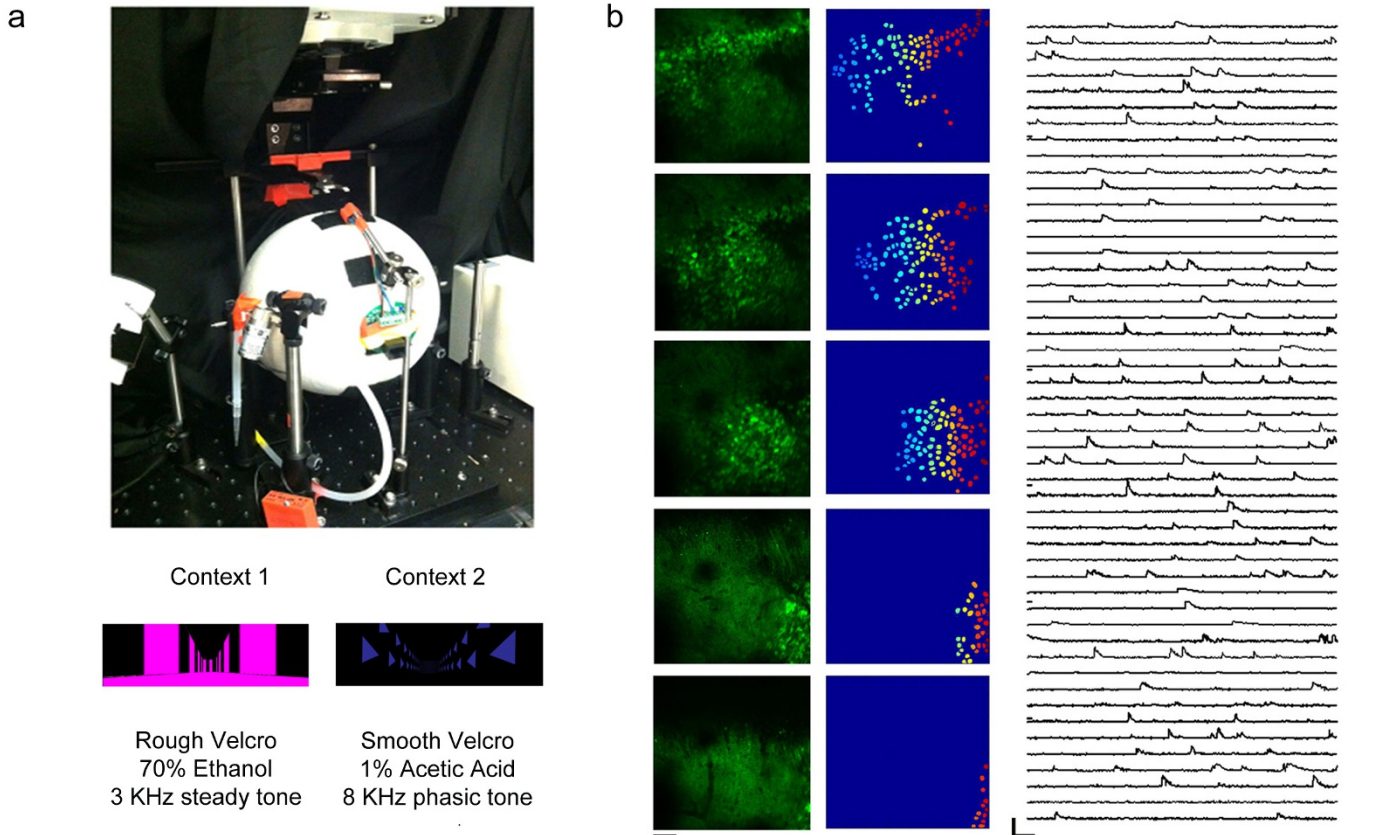 a
b
Context 1
Context 2
Rough Velcro
70% Ethanol
3 KHz steady tone
Smooth Velcro
1% Acetic Acid
8 KHz phasic tone